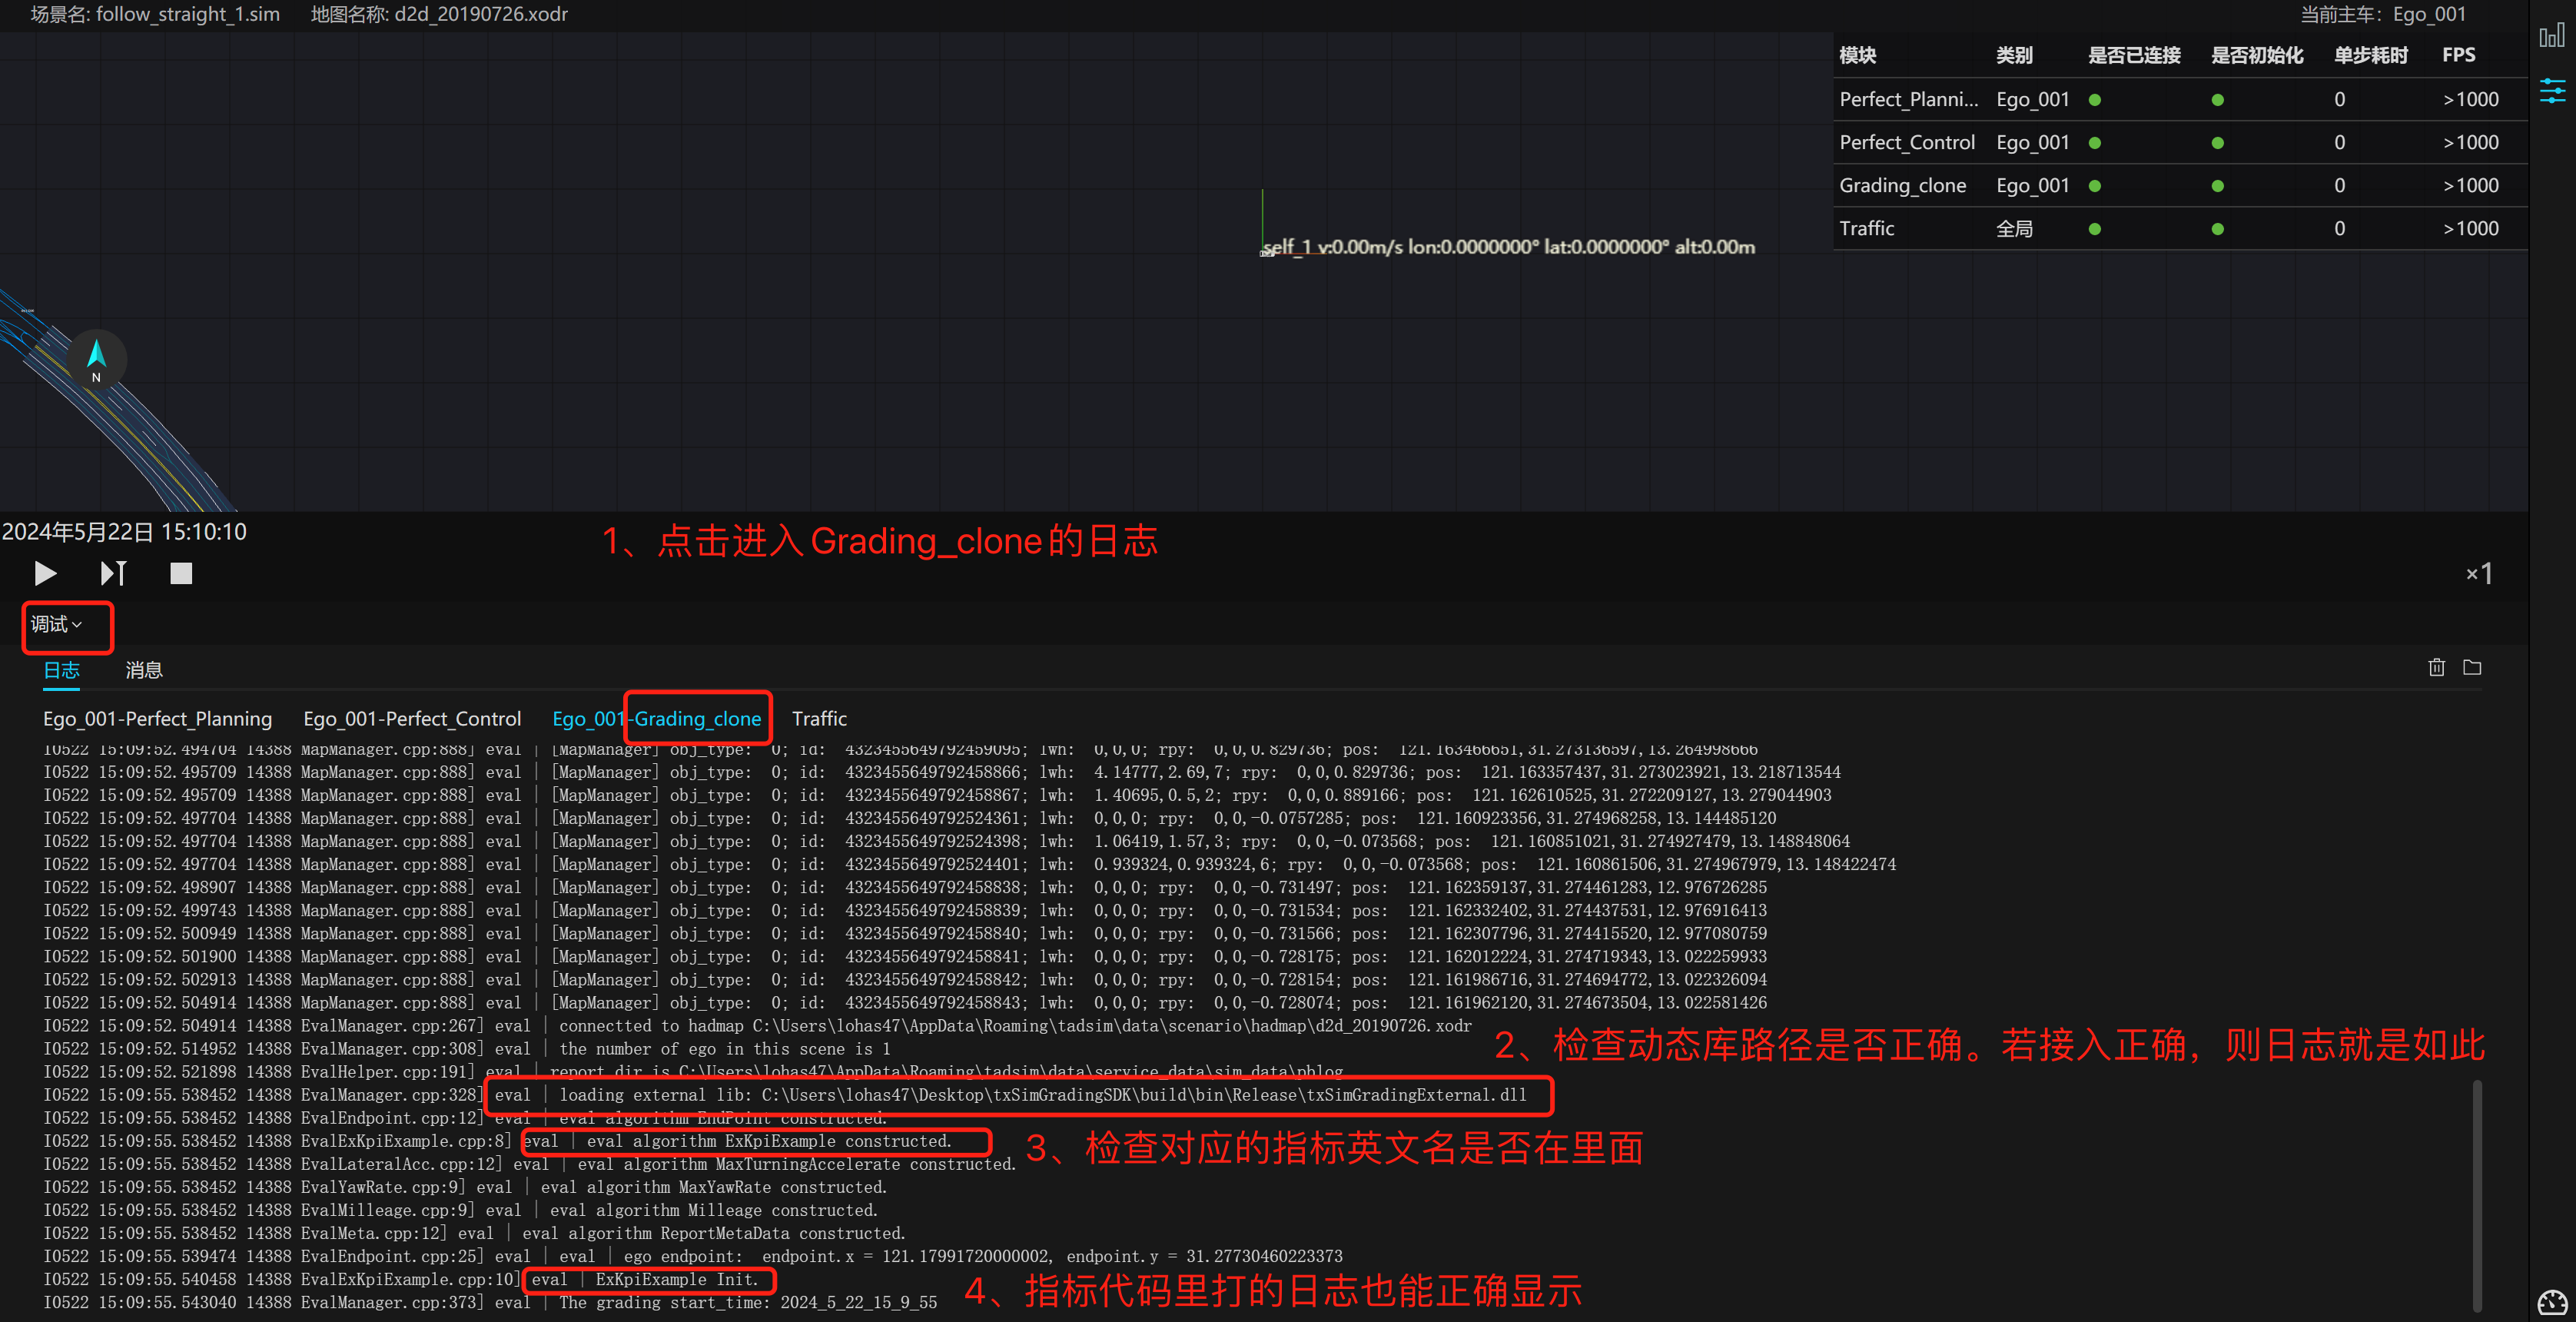 场景名: follow_straight_1.sim 地图名称: d2d_20190726.xodr 当前主车: Ego_001
模块 类别 是否已连接 是否初始化 单步耗时 FPS
Perfect_Planni... Ego_001 0 >1000
Perfect_Control Ego_001 0 >1000
Grading_clone Ego_001 0 >1000
Traffic 全局 0 >1000
self_1 v:0.00m/s lon:0.0000000° lat:0.0000000° alt:0.00m
N
2024年5月22日 15:10:10
1、点击进入Grading_clone的日志
×1
调试
日志 消息
Ego_001-Perfect_Planning Ego_001-Perfect_Control Ego_001-Grading_clone Traffic
I0522 15:09:52.494704 14388 MapManager.cpp:888] eval | [MapManager] obj_type: 0; id: 4323455649792459095; lwh: 0,0,0; rpy: 0,0,0.829736; pos: 121.163466651,31.273136597,13.264998666
I0522 15:09:52.495709 14388 MapManager.cpp:888] eval | [MapManager] obj_type: 0; id: 4323455649792458866; lwh: 4.14777,2.69,7; rpy: 0,0,0.829736; pos: 121.163357437,31.273023921,13.218713544
I0522 15:09:52.495709 14388 MapManager.cpp:888] eval | [MapManager] obj_type: 0; id: 4323455649792458867; lwh: 1.40695,0.5,2; rpy: 0,0,0.889166; pos: 121.162610525,31.272209127,13.279044903
I0522 15:09:52.497704 14388 MapManager.cpp:888] eval | [MapManager] obj_type: 0; id: 4323455649792524361; lwh: 0,0,0; rpy: 0,0,-0.0757285; pos: 121.160923356,31.274968258,13.144485120
I0522 15:09:52.497704 14388 MapManager.cpp:888] eval | [MapManager] obj_type: 0; id: 4323455649792524398; lwh: 1.06419,1.57,3; rpy: 0,0,-0.073568; pos: 121.160851021,31.274927479,13.148848064
I0522 15:09:52.497704 14388 MapManager.cpp:888] eval | [MapManager] obj_type: 0; id: 4323455649792524401; lwh: 0.939324,0.939324,6; rpy: 0,0,-0.073568; pos: 121.160861506,31.274967979,13.148422474
I0522 15:09:52.498907 14388 MapManager.cpp:888] eval | [MapManager] obj_type: 0; id: 4323455649792458838; lwh: 0,0,0; rpy: 0,0,-0.731497; pos: 121.162359137,31.274461283,12.976726285
I0522 15:09:52.499743 14388 MapManager.cpp:888] eval | [MapManager] obj_type: 0; id: 4323455649792458839; lwh: 0,0,0; rpy: 0,0,-0.731534; pos: 121.162332402,31.274437531,12.976916413
I0522 15:09:52.500949 14388 MapManager.cpp:888] eval | [MapManager] obj_type: 0; id: 4323455649792458840; lwh: 0,0,0; rpy: 0,0,-0.731566; pos: 121.162307796,31.274415520,12.977080759
I0522 15:09:52.501900 14388 MapManager.cpp:888] eval | [MapManager] obj_type: 0; id: 4323455649792458841; lwh: 0,0,0; rpy: 0,0,-0.728175; pos: 121.162012224,31.274719343,13.022259933
I0522 15:09:52.502913 14388 MapManager.cpp:888] eval | [MapManager] obj_type: 0; id: 4323455649792458842; lwh: 0,0,0; rpy: 0,0,-0.728154; pos: 121.161986716,31.274694772,13.022326094
I0522 15:09:52.504914 14388 MapManager.cpp:888] eval | [MapManager] obj_type: 0; id: 4323455649792458843; lwh: 0,0,0; rpy: 0,0,-0.728074; pos: 121.161962120,31.274673504,13.022581426
I0522 15:09:52.504914 14388 EvalManager.cpp:267] eval | connectted to hadmap C:\Users\lohas47\AppData\Roaming\tadsim\data\scenario\hadmap\d2d_20190726.xodr
2、检查动态库路径是否正确。若接入正确，则日志就是如此
I0522 15:09:52.514952 14388 EvalManager.cpp:308] eval | the number of ego in this scene is 1
I0522 15:09:52.521898 14388 EvalHelper.cpp:191] eval | report dir is C:\Users\lohas47\AppData\Roaming\tadsim\data\service_data\sim_data\pblog
I0522 15:09:55.538452 14388 EvalManager.cpp:328] eval | loading external lib: C:\Users\lohas47\Desktop\txSimGradingSDK\build\bin\Release\txSimGradingExternal.dll
I0522 15:09:55.538452 14388 EvalEndpoint.cpp:12] eval | eval algorithm EndPoint constructed.
I0522 15:09:55.538452 14388 EvalExKpiExample.cpp:8] eval | eval algorithm ExKpiExample constructed.
3、检查对应的指标英文名是否在里面
I0522 15:09:55.538452 14388 EvalLateralAcc.cpp:12] eval | eval algorithm MaxTurningAccelerate constructed.
I0522 15:09:55.538452 14388 EvalYawRate.cpp:9] eval | eval algorithm MaxYawRate constructed.
I0522 15:09:55.538452 14388 EvalMilleage.cpp:9] eval | eval algorithm Milleage constructed.
I0522 15:09:55.538452 14388 EvalMeta.cpp:12] eval | eval algorithm ReportMetaData constructed.
I0522 15:09:55.539474 14388 EvalEndpoint.cpp:25] eval | eval | ego endpoint: endpoint.x = 121.17991720000002, endpoint.y = 31.27730460223373
I0522 15:09:55.540458 14388 EvalExKpiExample.cpp:10] eval | ExKpiExample Init.
4、指标代码里打的日志也能正确显示
I0522 15:09:55.543040 14388 EvalManager.cpp:373] eval | The grading start_time: 2024_5_22_15_9_55